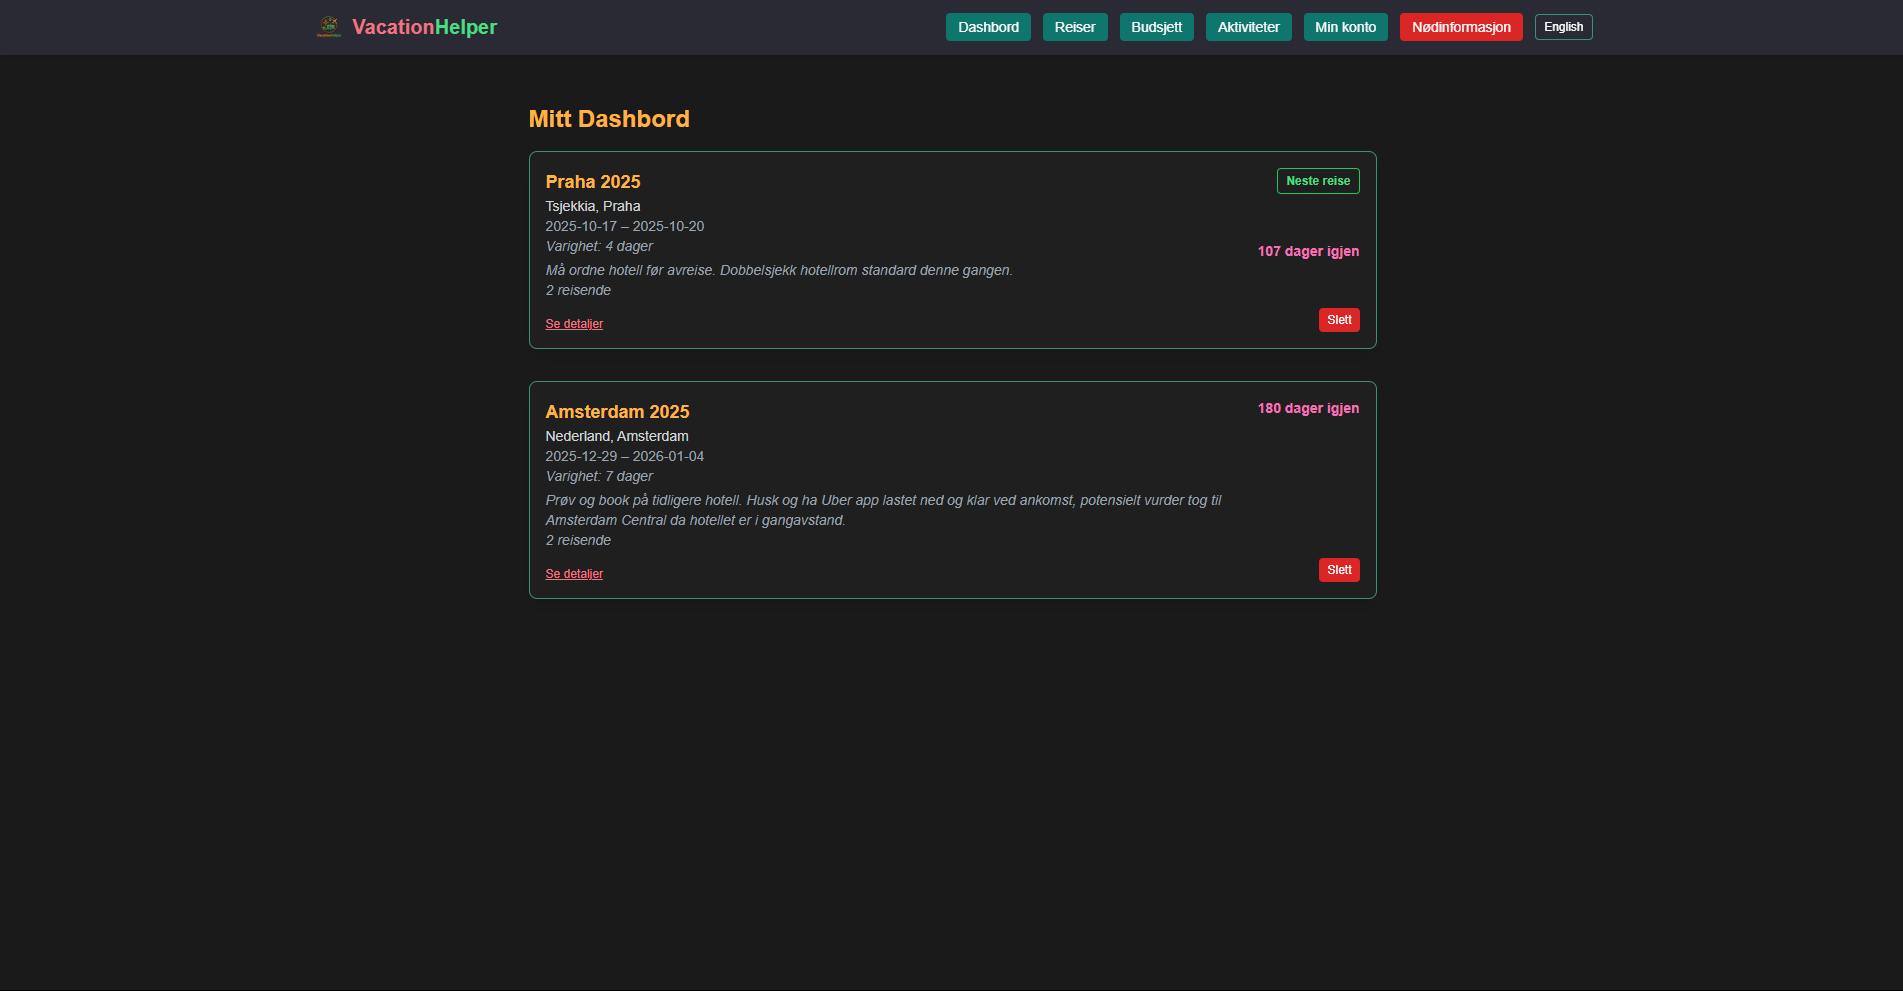 VacationHelper
Dashbord
Reiser
Budsjett
Aktiviteter
Min konto
Nødinformasjon
English
Mitt Dashbord
Praha 2025
Neste reise
Tsjekkia, Praha
2025-10-17 – 2025-10-20
Varighet: 4 dager
107 dager igjen
Må ordne hotell før avreise. Dobbelsjekk hotellrom standard denne gangen.
2 reisende
Se detaljer
Slett
Amsterdam 2025
180 dager igjen
Nederland, Amsterdam
2025-12-29 – 2026-01-04
Varighet: 7 dager
Prøv og book på tidligere hotell. Husk og ha Uber app lastet ned og klar ved ankomst, potensielt vurder tog til
Amsterdam Central da hotellet er i gangavstand.
2 reisende
Se detaljer
Slett